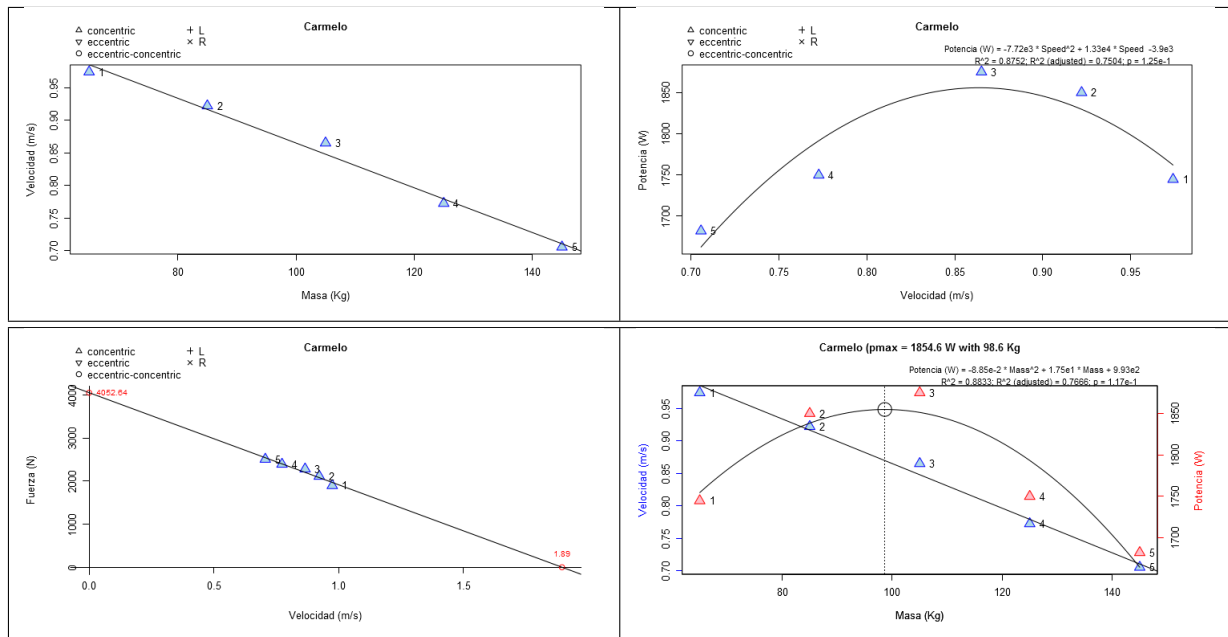 Carmelo
△ concentric + L
▽ eccentric × R
○ eccentric-concentric
Velocidad (m/s)
0.95
0.90
0.85
0.80
0.75
0.70
1
2
3
4
5
80 100 120 140
Masa (Kg)
Carmelo
△ concentric + L
▽ eccentric × R
○ eccentric-concentric
Potencia (W) = -7.72e3 * Speed^2 + 1.33e4 * Speed -3.9e3
R^2 = 0.8752; R^2 (adjusted) = 0.7504; p = 1.25e-1
Potencia (W)
1850
1800
1750
1700
3
2
4
1
5
0.70 0.75 0.80 0.85 0.90 0.95
Velocidad (m/s)
Carmelo
△ concentric + L
▽ eccentric × R
○ eccentric-concentric
Fuerza (N)
4000
3000
2000
1000
0
4052.64
5 4 3 2 1
1.89
0.0 0.5 1.0 1.5
Velocidad (m/s)
Carmelo (pmax = 1854.6 W with 98.6 Kg
Potencia (W) = -8.85e-2 * Mass^2 + 1.75e1 * Mass + 9.93e2
R^2 = 0.8833; R^2 (adjusted) = 0.7666; p = 1.17e-1
Velocidad (m/s)
0.95
0.90
0.85
0.80
0.75
0.70
1
3
2
2
3
1
4
4
5
5
1850
1800
1750
1700
Potencia (W)
80 100 120 140
Masa (Kg)